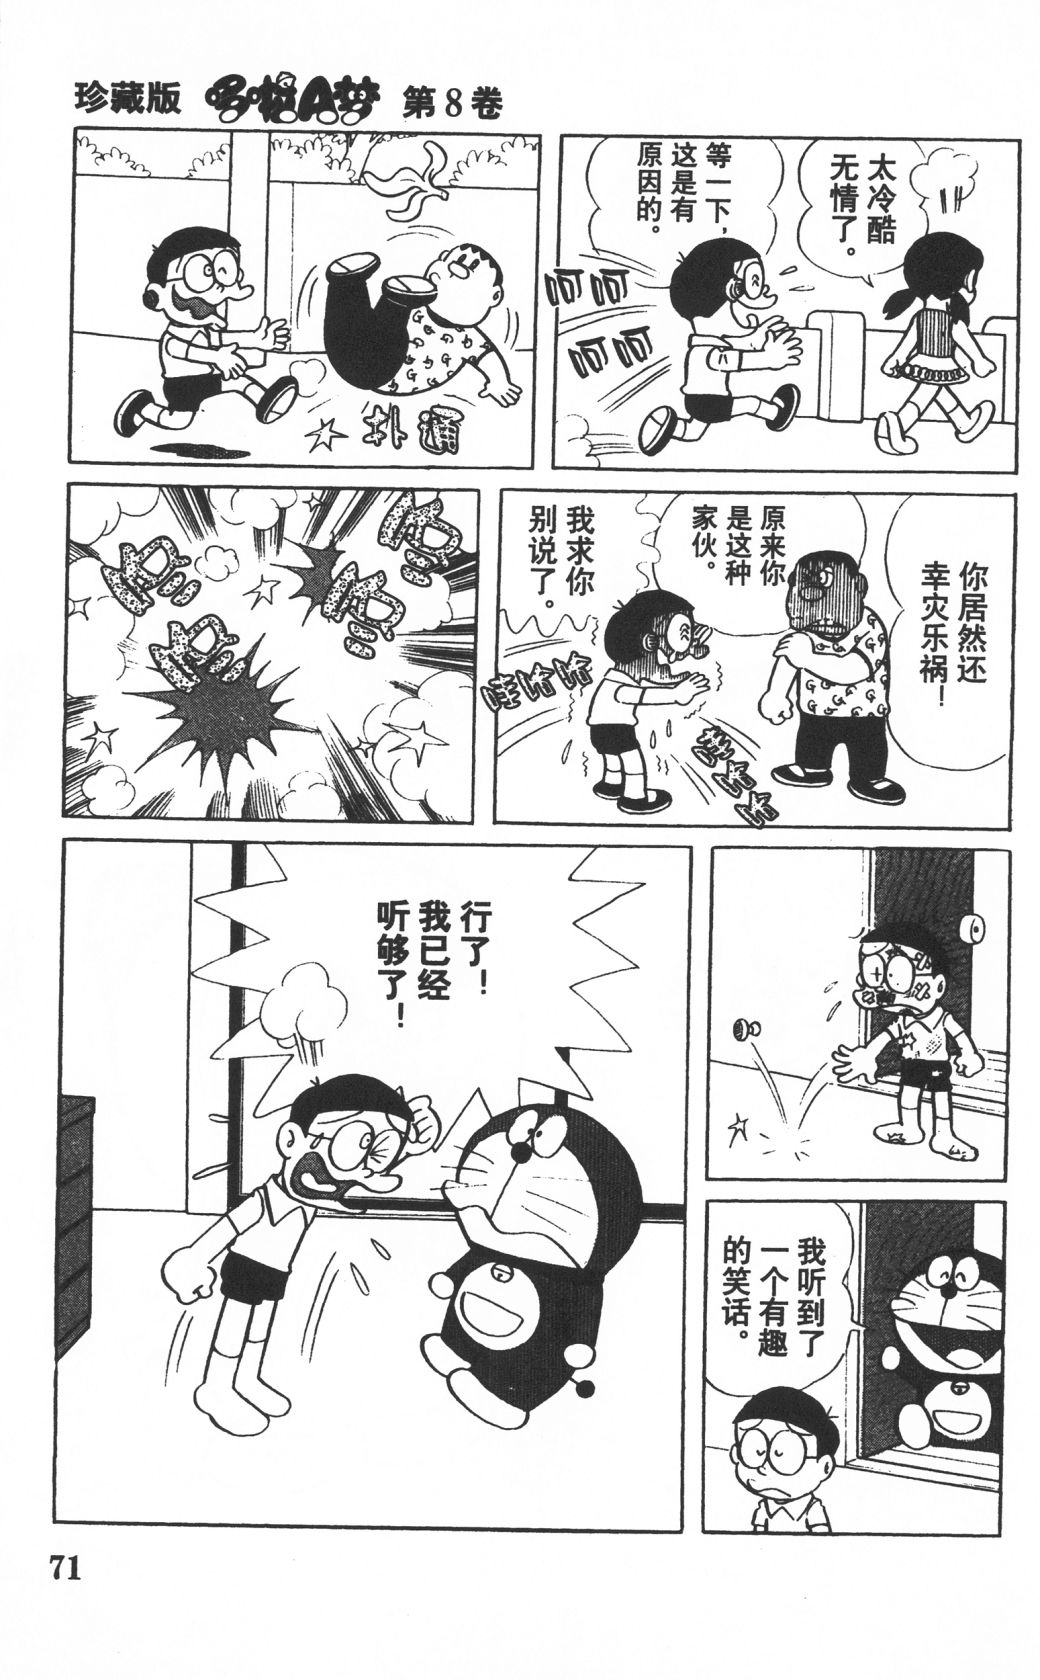 珍藏版 哆啦A梦 第8卷
太冷酷
无情了。
等一下，
这是有
原因的。
呵呵
呵呵
扑通
你居然还
幸灾乐祸！
原来你
是这种
家伙。
我求你
别说了。
哇哈哈
行了！
我已经
听够了！
我听到了
一个有趣
的笑话。
71